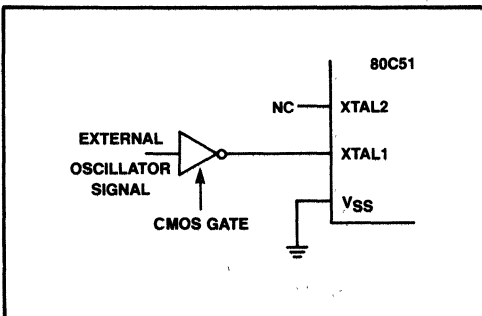 80C51
NC
XTAL2
EXTERNAL
OSCILLATOR
SIGNAL
XTAL1
CMOS GATE
VSS